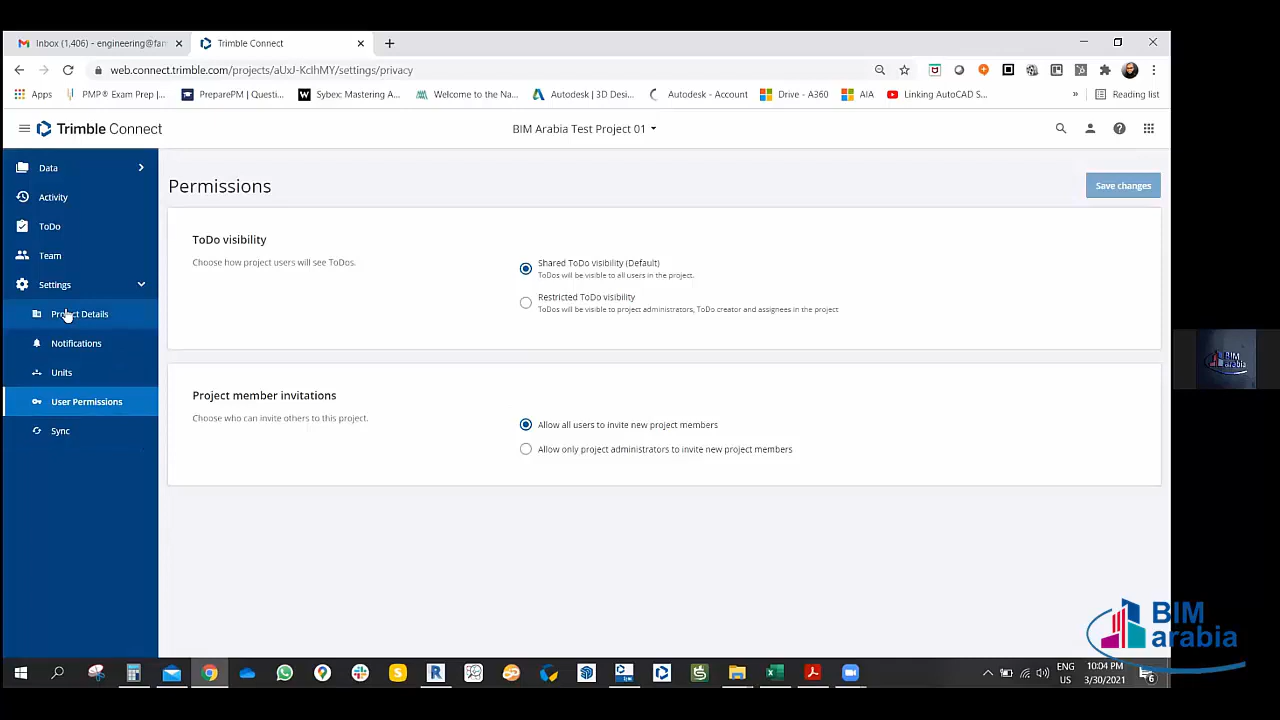 Inbox (1,406) - engineering@fan
Trimble Connect
web.connect.trimble.com/projects/aUxJ-KcIhMY/settings/privacy
Apps
PMP® Exam Prep |...
PreparePM | Questi...
Sybex: Mastering A...
Welcome to the Na...
Autodesk | 3D Desi...
Autodesk - Account
Drive - A360
AIA
Linking AutoCAD S...
»
Reading list
Trimble Connect
BIM Arabia Test Project 01
Data
Activity
ToDo
Team
Settings
Project Details
Notifications
Units
User Permissions
Sync
Permissions
Save changes
ToDo visibility
Choose how project users will see ToDos.
Shared ToDo visibility (Default)
ToDos will be visible to all users in the project.
Restricted ToDo visibility
ToDos will be visible to project administrators, ToDo creator and assignees in the project
Project member invitations
Choose who can invite others to this project.
Allow all users to invite new project members
Allow only project administrators to invite new project members
BIM
arabia
BIM
arabia
ENG
US
10:04 PM
3/30/2021
6